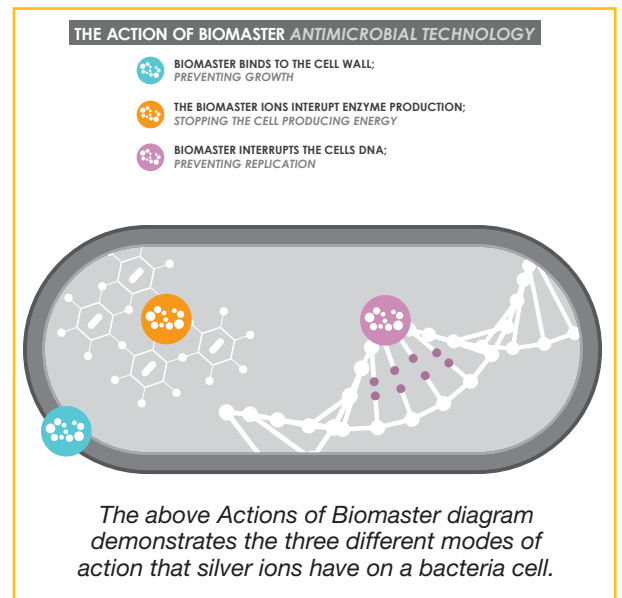 THE ACTION OF BIOMASTER ANTIMICROBIAL TECHNOLOGY
BIOMASTER BINDS TO THE CELL WALL;
PREVENTING GROWTH
THE BIOMASTER IONS INTERUPT ENZYME PRODUCTION;
STOPPING THE CELL PRODUCING ENERGY
BIOMASTER INTERRUPTS THE CELLS DNA;
PREVENTING REPLICATION
The above Actions of Biomaster diagram
demonstrates the three different modes of
action that silver ions have on a bacteria cell.